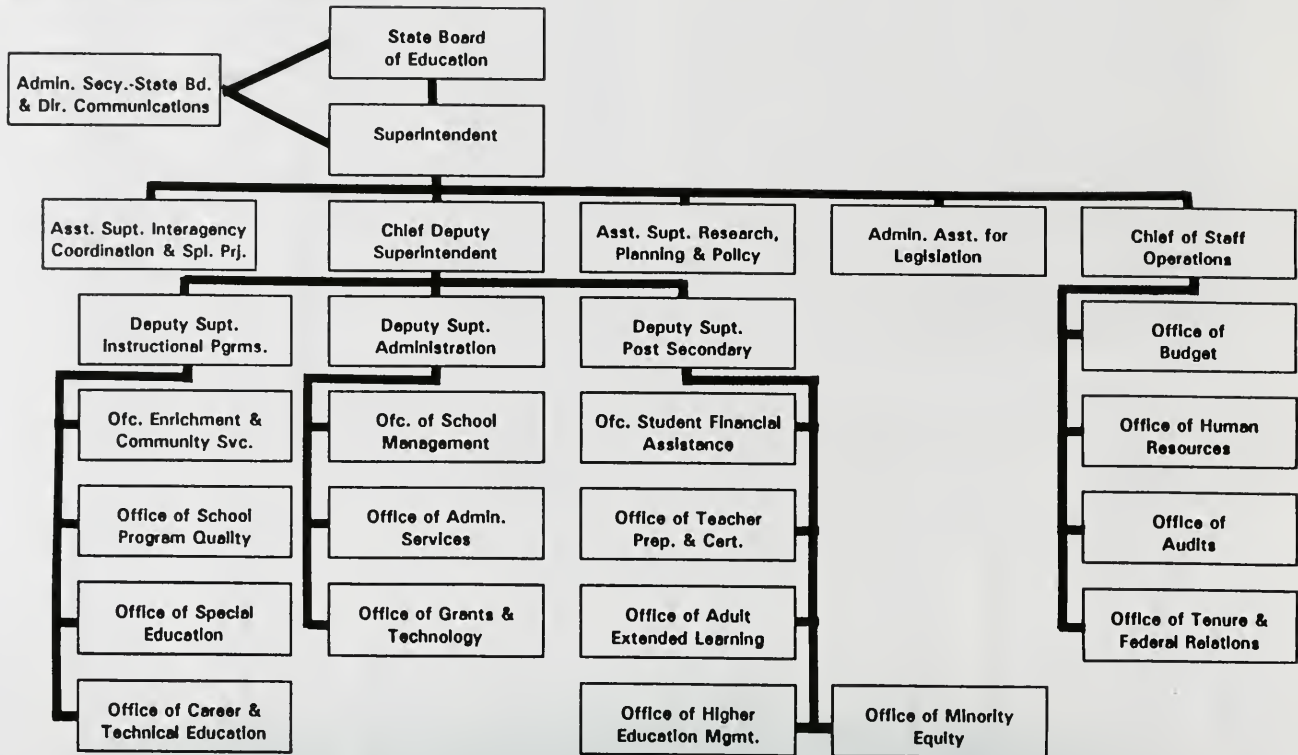 State Board
of Education
Admin. Secy.-State Bd.
& Dir. Communications
Superintendent
Asst. Supt. Interagency
Coordination & Spl. Prj.
Chief Deputy
Superintendent
Asst. Supt. Research,
Planning & Policy
Admin. Asst. for
Legislation
Chief of Staff
Operations
Deputy Supt.
Instructional Pgrms.
Deputy Supt.
Administration
Deputy Supt.
Post Secondary
Office of
Budget
Ofc. Enrichment &
Community Svc.
Ofc. of School
Management
Ofc. Student Financial
Assistance
Office of Human
Resources
Office of School
Program Quality
Office of Admin.
Services
Office of Teacher
Prep. & Cert.
Office of
Audits
Office of Special
Education
Office of Grants &
Technology
Office of Adult
Extended Learning
Office of Tenure &
Federal Relations
Office of Career &
Technical Education
Office of Higher
Education Mgmt.
Office of Minority
Equity